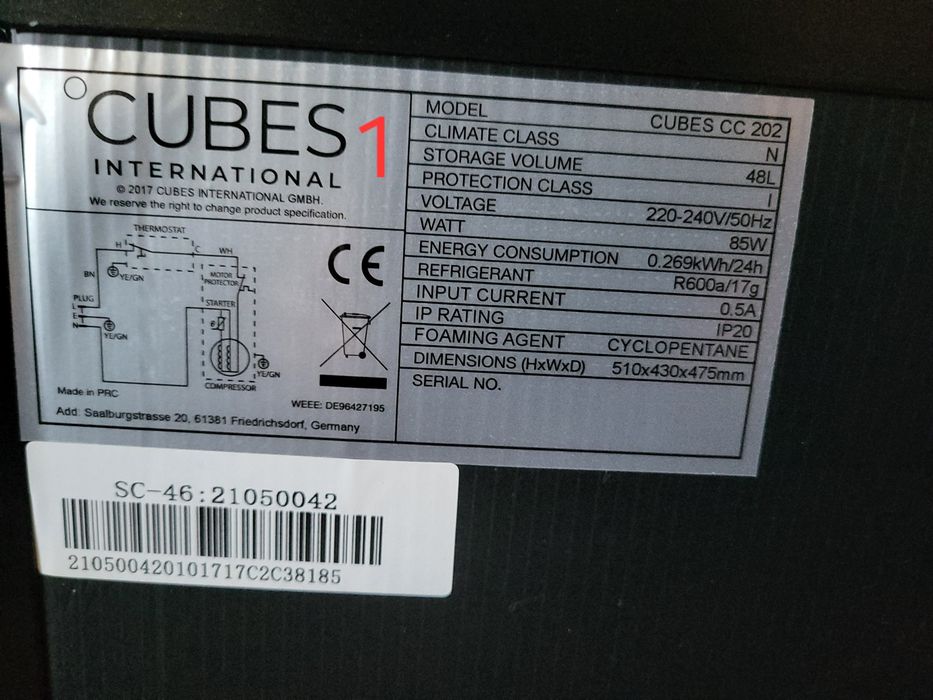 °CUBES
INTERNATIONAL
1
© 2017 CUBES INTERNATIONAL GMBH.
We reserve the right to change product specification.
MODEL CUBES CC 202
CLIMATE CLASS N
STORAGE VOLUME 48L
PROTECTION CLASS I
VOLTAGE 220-240V/50Hz
WATT 85W
ENERGY CONSUMPTION 0.269kWh/24h
REFRIGERANT R600a/17g
INPUT CURRENT 0.5A
IP RATING IP20
FOAMING AGENT CYCLOPENTANE
DIMENSIONS (HxWxD) 510x430x475mm
SERIAL NO.
THERMOSTAT
H C WH
BN YE/GN
MOTOR
PROTECTOR
PLUG
L
E
N
YE/GN
STARTER
YE/GN
COMPRESSOR
CE
Made in PRC
WEEE: DE96427195
Add: Saalburgstrasse 20, 61381 Friedrichsdorf, Germany
SC-46:21050042
210500420101717C2C38185